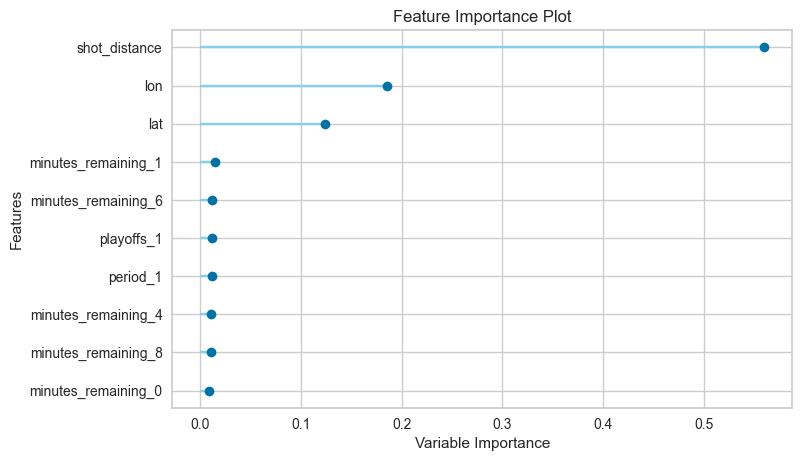 Feature Importance Plot
Features
shot_distance
lon
lat
minutes_remaining_1
minutes_remaining_6
playoffs_1
period_1
minutes_remaining_4
minutes_remaining_8
minutes_remaining_0
0.0 0.1 0.2 0.3 0.4 0.5
Variable Importance